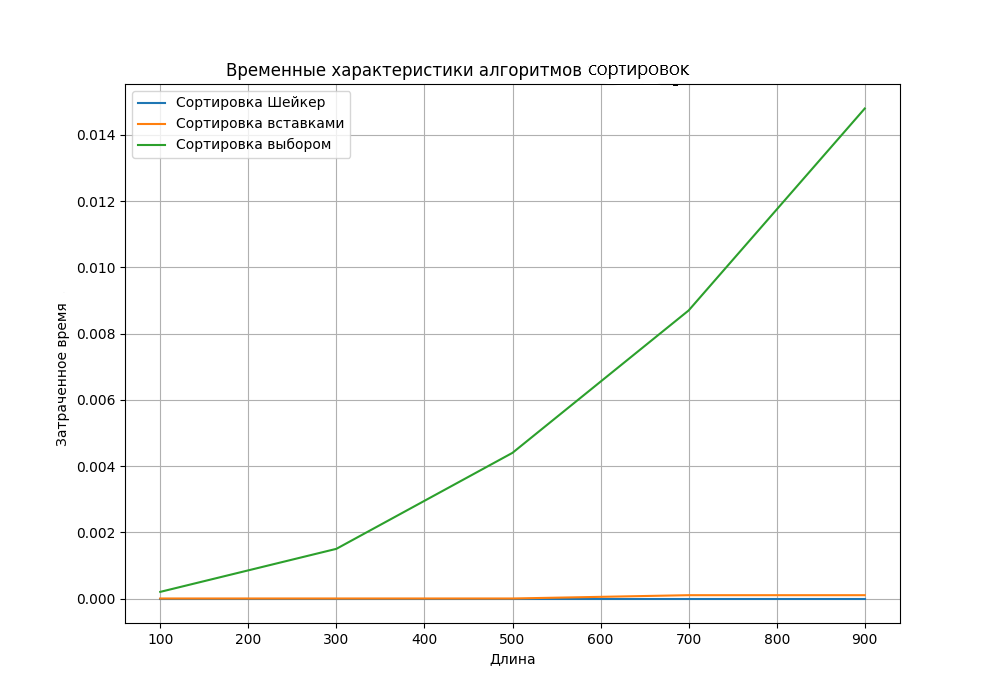 Временные характеристики алгоритмов сортировок
Сортировка Шейкер
Сортировка вставками
Сортировка выбором
Затраченное время
0.014
0.012
0.010
0.008
0.006
0.004
0.002
0.000
100 200 300 400 500 600 700 800 900
Длина